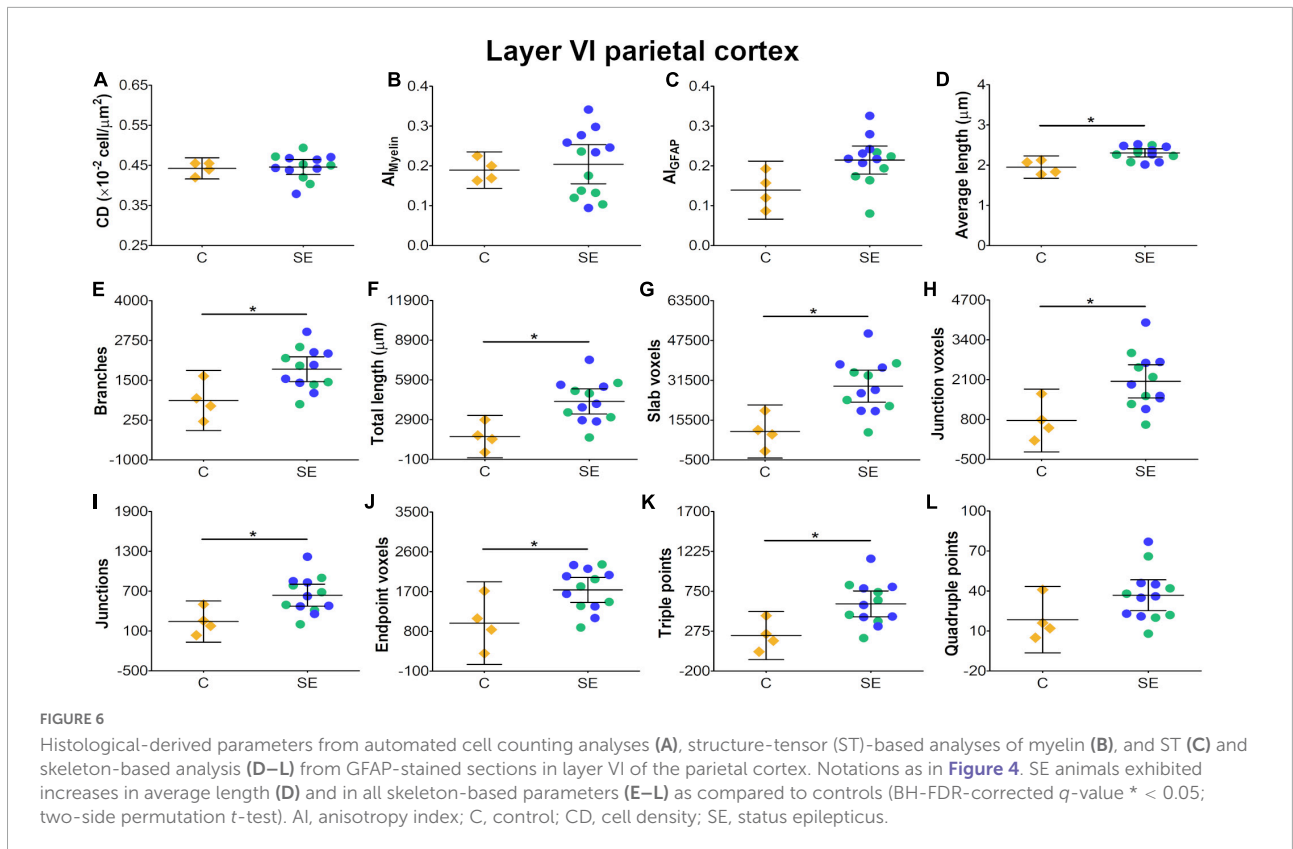 Layer VI parietal cortex
A
CD (×10⁻² cell/μm²)
0.65
0.55
0.45
0.35
0.25
C
SE
B
AI_Myelin
0.4
0.3
0.2
0.1
0.0
C
SE
C
AI_GFAP
0.4
0.3
0.2
0.1
0.0
C
SE
D
Average length (μm)
4
3
2
1
0
*
C
SE
E
Branches
4000
2750
1500
250
-1000
*
C
SE
F
Total length (μm)
11900
8900
5900
2900
-100
*
C
SE
G
Slab voxels
63500
47500
31500
15500
-500
*
C
SE
H
Junction voxels
4700
3400
2100
800
-500
*
C
SE
I
Junctions
1900
1300
700
100
-500
*
C
SE
J
Endpoint voxels
3500
2600
1700
800
-100
*
C
SE
K
Triple points
1700
1225
750
275
-200
*
C
SE
L
Quadruple points
100
70
40
10
-20
C
SE
FIGURE 6
Histological-derived parameters from automated cell counting analyses (A), structure-tensor (ST)-based analyses of myelin (B), and ST (C) and
skeleton-based analysis (D–L) from GFAP-stained sections in layer VI of the parietal cortex. Notations as in Figure 4. SE animals exhibited
increases in average length (D) and in all skeleton-based parameters (E–L) as compared to controls (BH-FDR-corrected q-value * < 0.05;
two-side permutation t-test). AI, anisotropy index; C, control; CD, cell density; SE, status epilepticus.